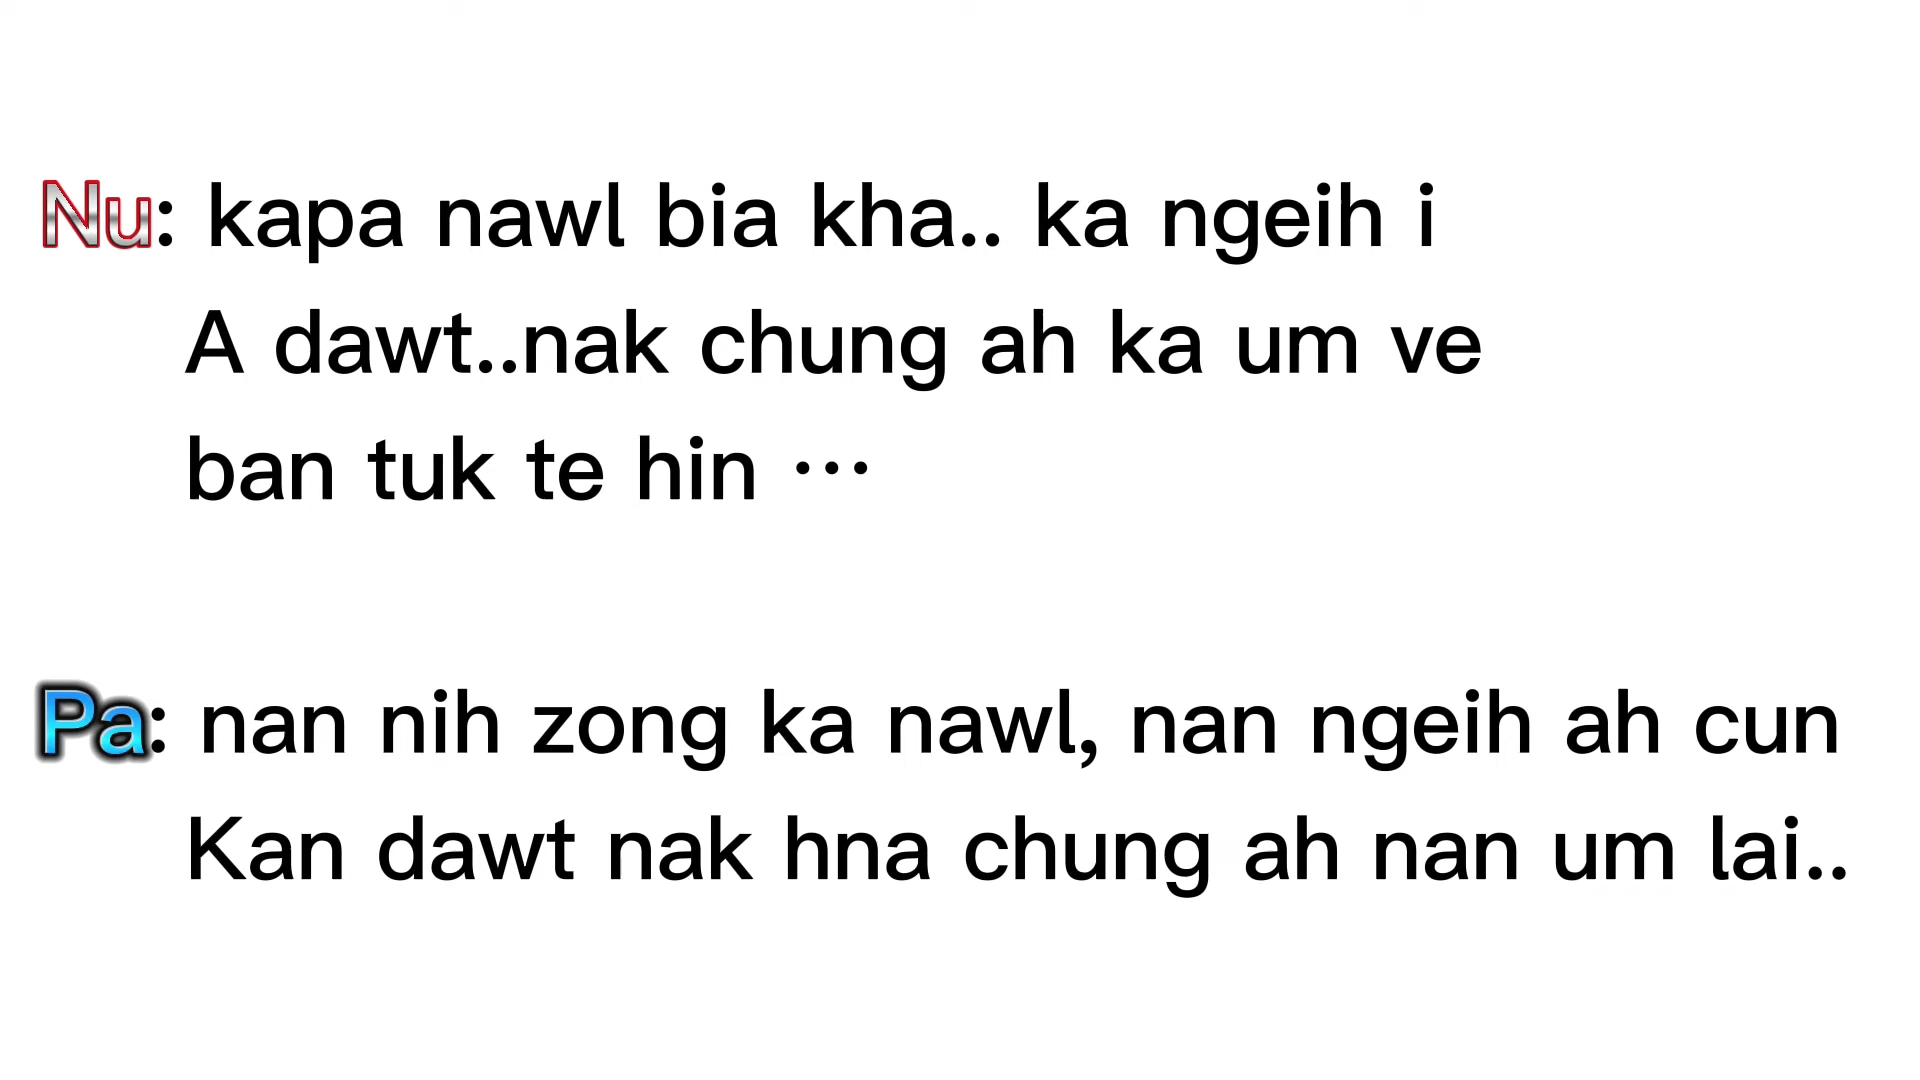 Nu: kapa nawl bia kha.. ka ngeih i
A dawt..nak chung ah ka um ve
ban tuk te hin ...
Pa: nan nih zong ka nawl, nan ngeih ah cun
Kan dawt nak hna chung ah nan um lai..